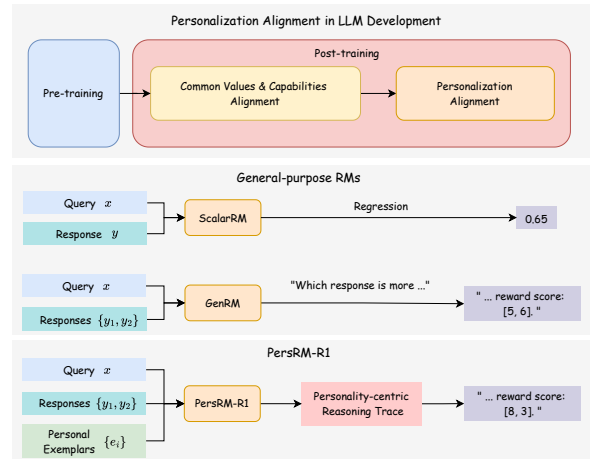 Personalization Alignment in LLM Development
Post-training
Pre-training
Common Values & Capabilities
Alignment
Personalization
Alignment
General-purpose RMs
Query x
Response y
ScalarRM
Regression
0.65
Query x
Responses {y₁, y₂}
GenRM
"Which response is more ..."
" ... reward score:
[5, 6]. "
PersRM-R1
Query x
Responses {y₁, y₂}
Personal
Exemplars {eᵢ}
PersRM-R1
Personality-centric
Reasoning Trace
" ... reward score:
[8, 3]. "